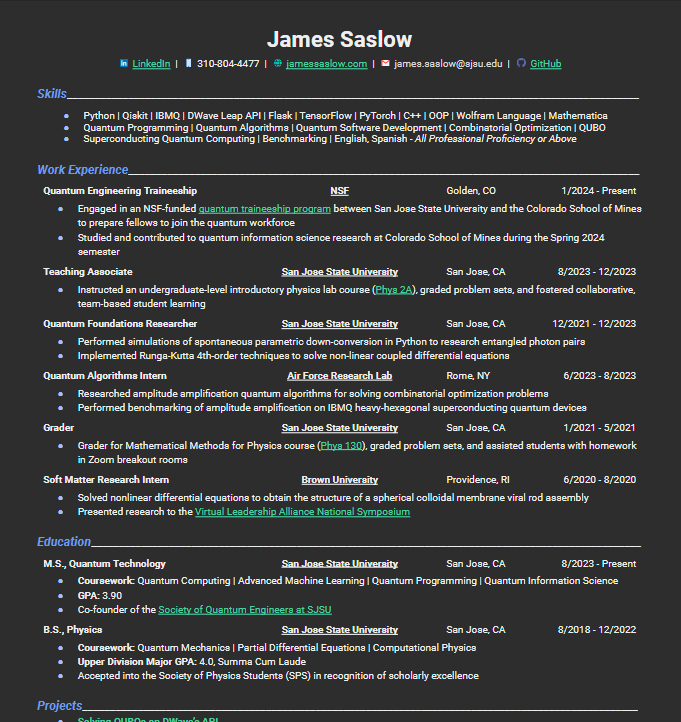 James Saslow
LinkedIn | 310-804-4477 | jamessaslow.com | james.saslow@sjsu.edu | GitHub
Skills
Python | Qiskit | IBMQ | DWave Leap API | Flask | TensorFlow | PyTorch | C++ | OOP | Wolfram Language | Mathematica
Quantum Programming | Quantum Algorithms | Quantum Software Development | Combinatorial Optimization | QUBO
Superconducting Quantum Computing | Benchmarking | English, Spanish - All Professional Proficiency or Above
Work Experience
Quantum Engineering Traineeship NSF Golden, CO 1/2024 - Present
Engaged in an NSF-funded quantum traineeship program between San Jose State University and the Colorado School of Mines
to prepare fellows to join the quantum workforce
Studied and contributed to quantum information science research at Colorado School of Mines during the Spring 2024
semester
Teaching Associate San Jose State University San Jose, CA 8/2023 - 12/2023
Instructed an undergraduate-level introductory physics lab course (Phys 2A), graded problem sets, and fostered collaborative,
team-based student learning
Quantum Foundations Researcher San Jose State University San Jose, CA 12/2021 - 12/2023
Performed simulations of spontaneous parametric down-conversion in Python to research entangled photon pairs
Implemented Runga-Kutta 4th-order techniques to solve non-linear coupled differential equations
Quantum Algorithms Intern Air Force Research Lab Rome, NY 6/2023 - 8/2023
Researched amplitude amplification quantum algorithms for solving combinatorial optimization problems
Performed benchmarking of amplitude amplification on IBMQ heavy-hexagonal superconducting quantum devices
Grader San Jose State University San Jose, CA 1/2021 - 5/2021
Grader for Mathematical Methods for Physics course (Phys 130), graded problem sets, and assisted students with homework
in Zoom breakout rooms
Soft Matter Research Intern Brown University Providence, RI 6/2020 - 8/2020
Solved nonlinear differential equations to obtain the structure of a spherical colloidal membrane viral rod assembly
Presented research to the Virtual Leadership Alliance National Symposium
Education
M.S., Quantum Technology San Jose State University San Jose, CA 8/2023 - Present
Coursework: Quantum Computing | Advanced Machine Learning | Quantum Programming | Quantum Information Science
GPA: 3.90
Co-founder of the Society of Quantum Engineers at SJSU
B.S., Physics San Jose State University San Jose, CA 8/2018 - 12/2022
Coursework: Quantum Mechanics | Partial Differential Equations | Computational Physics
Upper Division Major GPA: 4.0, Summa Cum Laude
Accepted into the Society of Physics Students (SPS) in recognition of scholarly excellence
Projects
Solving QUBOs on DWave's API